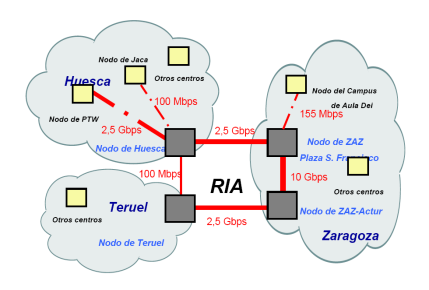 Nodo de Jaca
Otros centros
Huesca
100 Mbps
Nodo del Campus
de Aula Dei
155 Mbps
Nodo de PTW
2,5 Gbps
2,5 Gbps
Nodo de ZAZ
Nodo de Huesca
Plaza S. Francisco
100 Mbps
10 Gbps
RIA
Otros centros
Teruel
Otros centros
2,5 Gbps
Nodo de ZAZ-Actur
Nodo de Teruel
Zaragoza